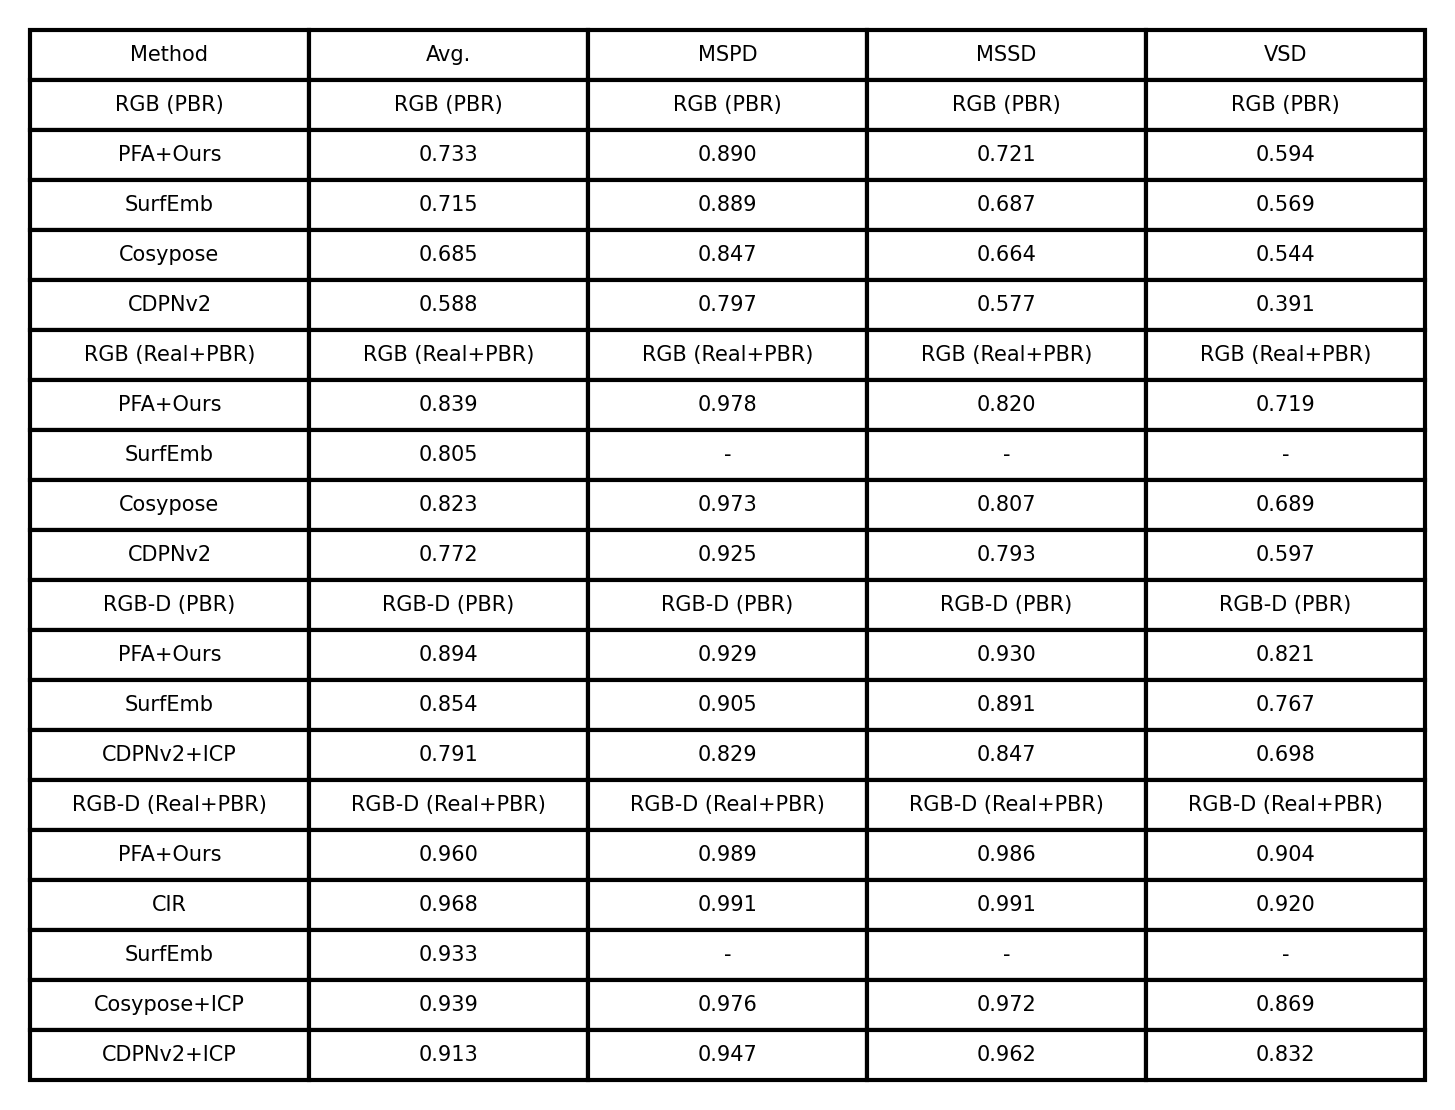 Method Avg. MSPD MSSD VSD
RGB (PBR) RGB (PBR) RGB (PBR) RGB (PBR) RGB (PBR)
PFA+Ours 0.733 0.890 0.721 0.594
SurfEmb 0.715 0.889 0.687 0.569
Cosypose 0.685 0.847 0.664 0.544
CDPNv2 0.588 0.797 0.577 0.391
RGB (Real+PBR) RGB (Real+PBR) RGB (Real+PBR) RGB (Real+PBR) RGB (Real+PBR)
PFA+Ours 0.839 0.978 0.820 0.719
SurfEmb 0.805 - - -
Cosypose 0.823 0.973 0.807 0.689
CDPNv2 0.772 0.925 0.793 0.597
RGB-D (PBR) RGB-D (PBR) RGB-D (PBR) RGB-D (PBR) RGB-D (PBR)
PFA+Ours 0.894 0.929 0.930 0.821
SurfEmb 0.854 0.905 0.891 0.767
CDPNv2+ICP 0.791 0.829 0.847 0.698
RGB-D (Real+PBR) RGB-D (Real+PBR) RGB-D (Real+PBR) RGB-D (Real+PBR) RGB-D (Real+PBR)
PFA+Ours 0.960 0.989 0.986 0.904
CIR 0.968 0.991 0.991 0.920
SurfEmb 0.933 - - -
Cosypose+ICP 0.939 0.976 0.972 0.869
CDPNv2+ICP 0.913 0.947 0.962 0.832